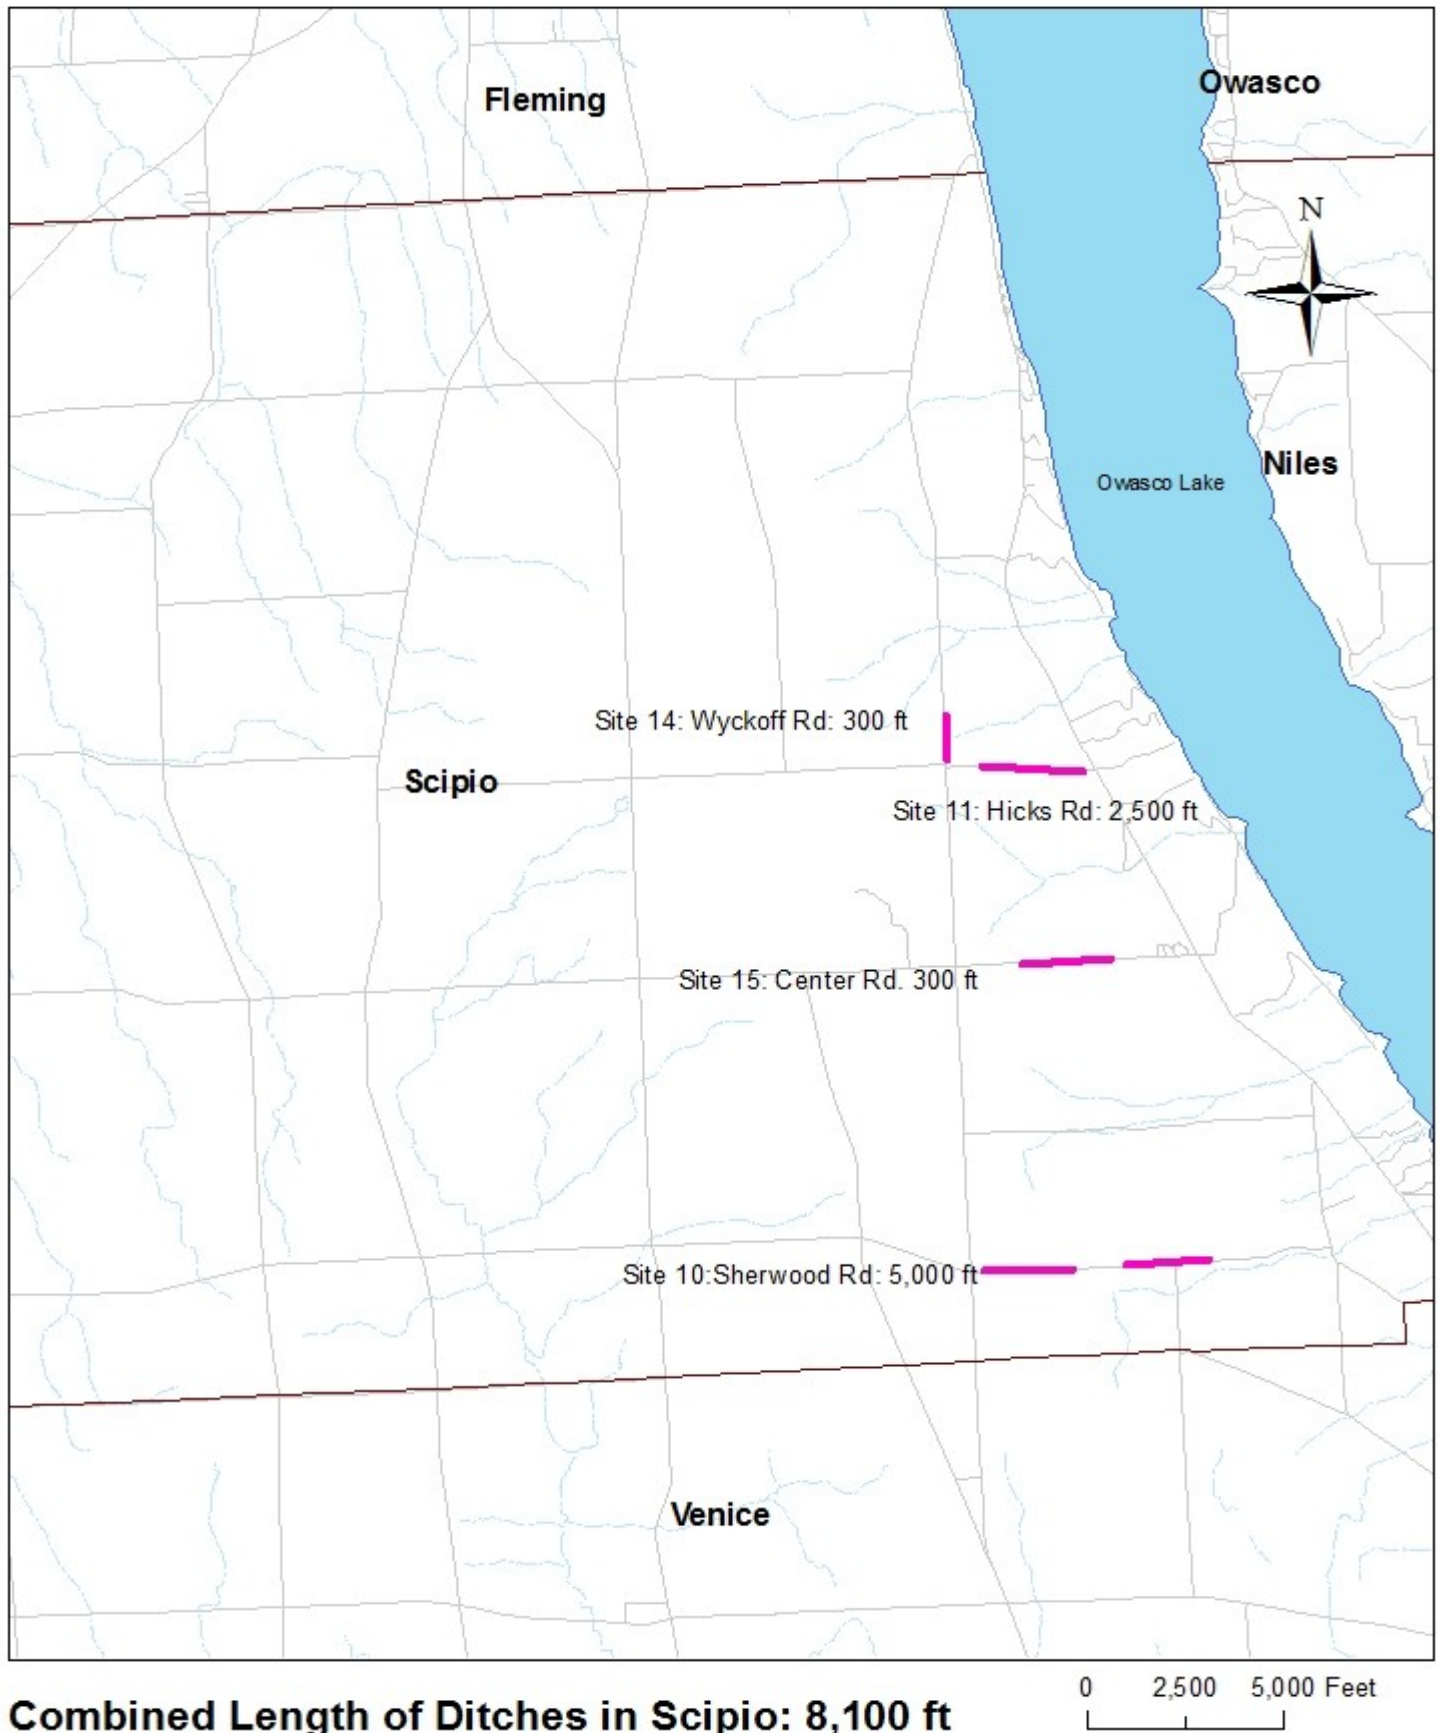 Fleming
Owasco
N
Niles
Owasco Lake
Site 14: Wyckoff Rd: 300 ft
Scipio
Site 11: Hicks Rd: 2,500 ft
Site 15: Center Rd. 300 ft
Site 10:Sherwood Rd: 5,000 ft
Venice
0 2,500 5,000 Feet
Combined Length of Ditches in Scipio: 8,100 ft